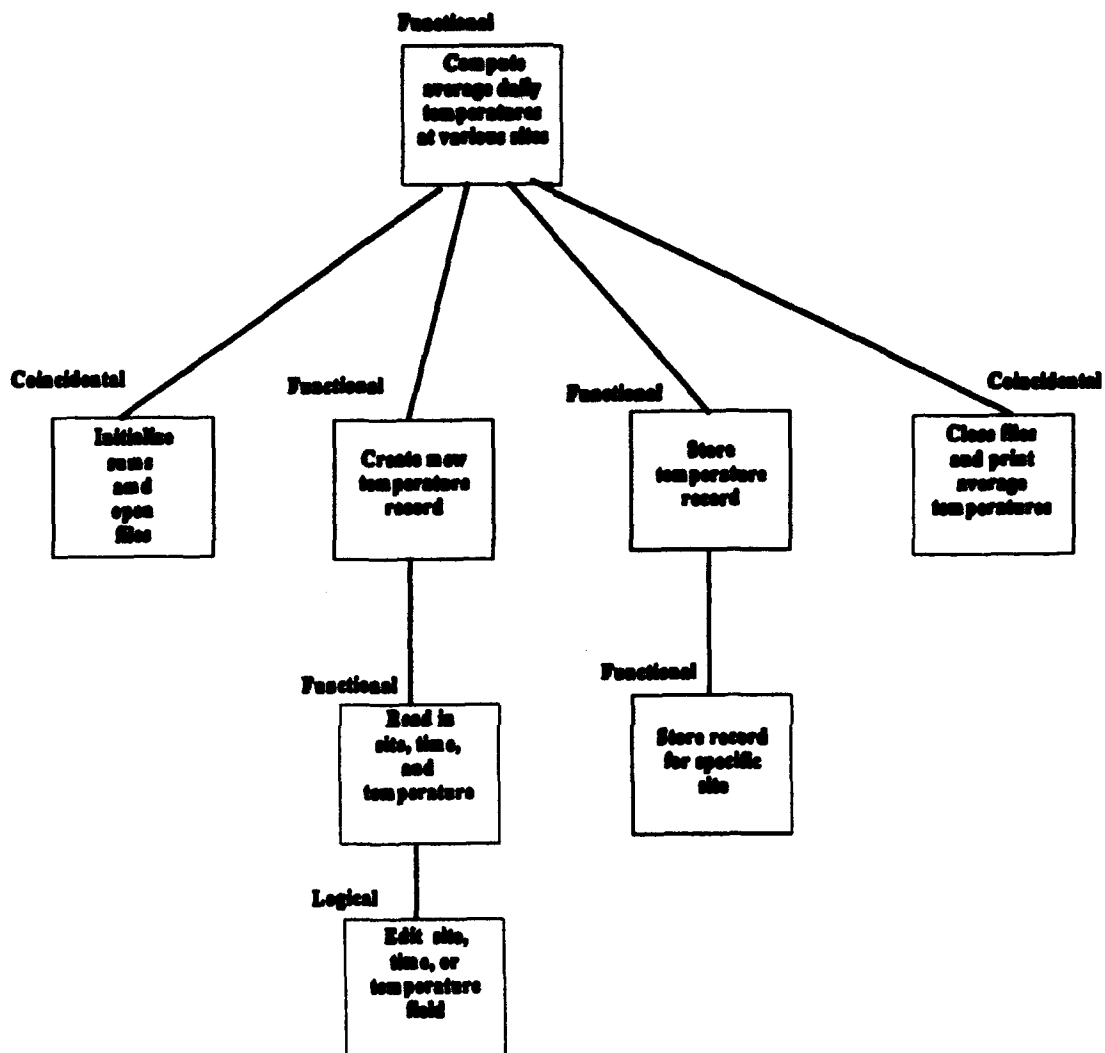 Functional
Compute
average daily
temperatures
at various sites
Coincidental
Initialize
sums
and
open
files
Functional
Create new
temperature
record
Functional
Store
temperature
record
Coincidental
Close files
and print
average
temperatures
Functional
Read in
site, time,
and
temperature
Functional
Store record
for specific
site
Logical
Edit site,
time, or
temperature
field